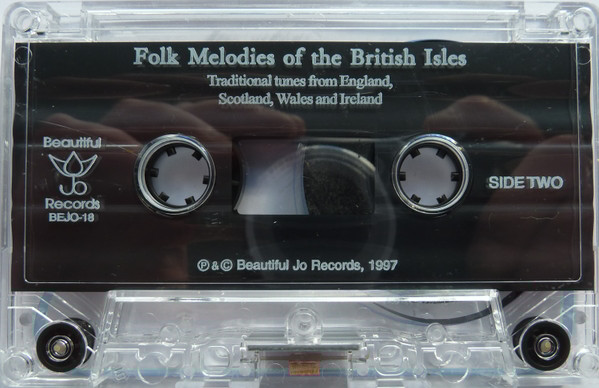 Folk Melodies of the British Isles
Traditional tunes from England,
Scotland, Wales and Ireland
Beautiful
Jo
Records
BEJO-18
SIDE TWO
℗ & © Beautiful Jo Records, 1997